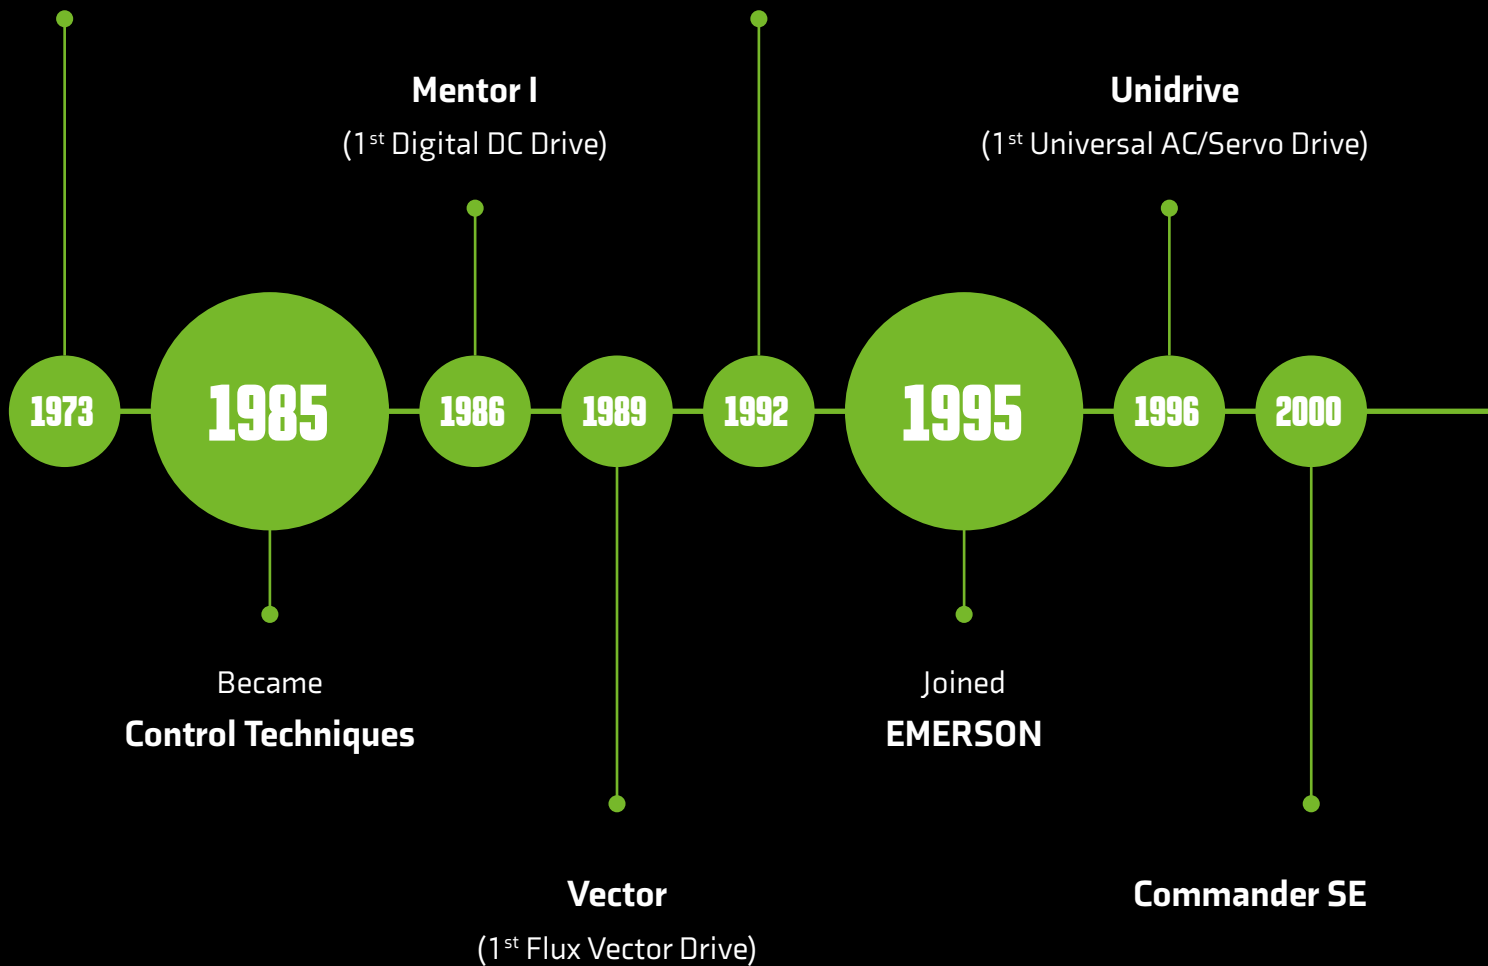 Mentor I
(1st Digital DC Drive)
Unidrive
(1st Universal AC/Servo Drive)
1973
1985
1986
1989
1992
1995
1996
2000
Became
Control Techniques
Joined
EMERSON
Vector
(1st Flux Vector Drive)
Commander SE